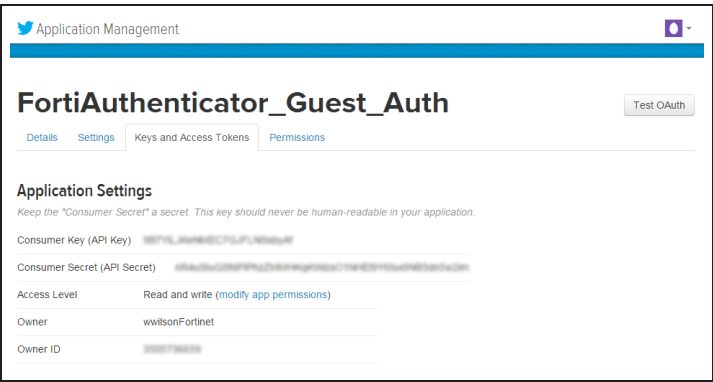 Application Management
FortiAuthenticator_Guest_Auth
Test OAuth
Details Settings Keys and Access Tokens Permissions
Application Settings
Keep the "Consumer Secret" a secret. This key should never be human-readable in your application.
Consumer Key (API Key)
Consumer Secret (API Secret)
Access Level Read and write (modify app permissions)
Owner wwilsonFortinet
Owner ID